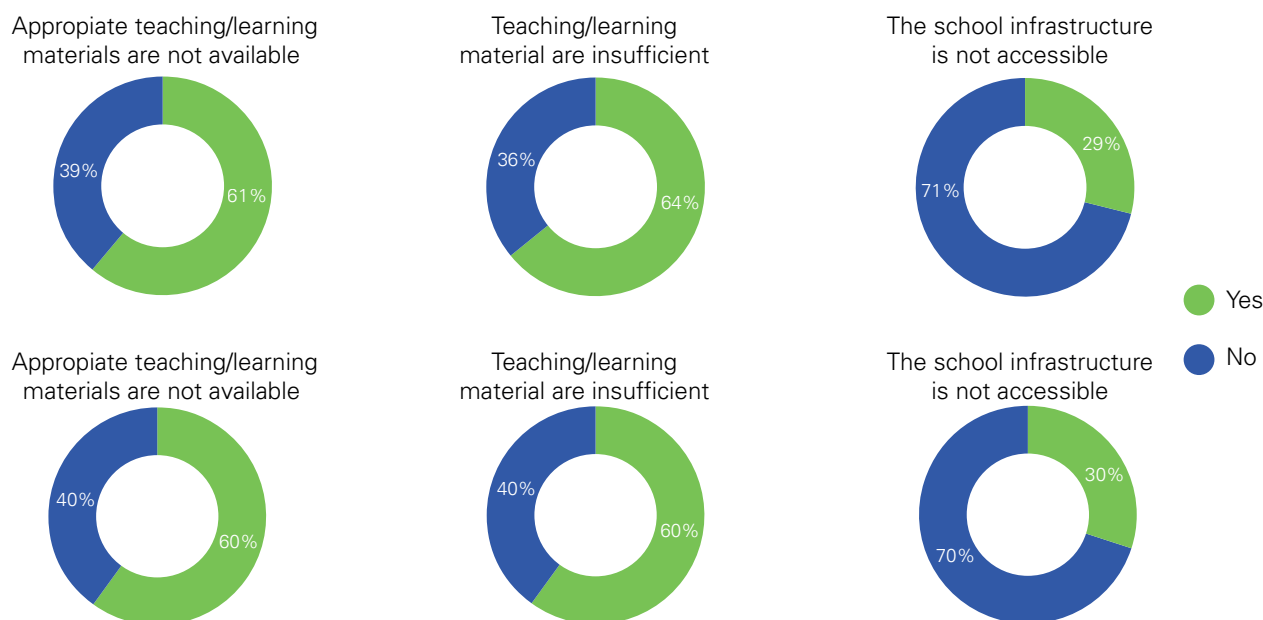 Appropiate teaching/learning
materials are not available
Teaching/learning
material are insufficient
The school infrastructure
is not accessible
39%
61%
36%
64%
29%
71%
Yes
No
Appropiate teaching/learning
materials are not available
Teaching/learning
material are insufficient
The school infrastructure
is not accessible
40%
60%
40%
60%
30%
70%